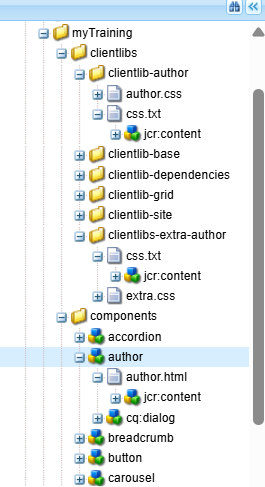 myTraining
clientlibs
clientlib-author
author.css
css.txt
jcr:content
clientlib-base
clientlib-dependencies
clientlib-grid
clientlib-site
clientlibs-extra-author
css.txt
jcr:content
extra.css
components
accordion
author
author.html
jcr:content
cq:dialog
breadcrumb
button
carousel